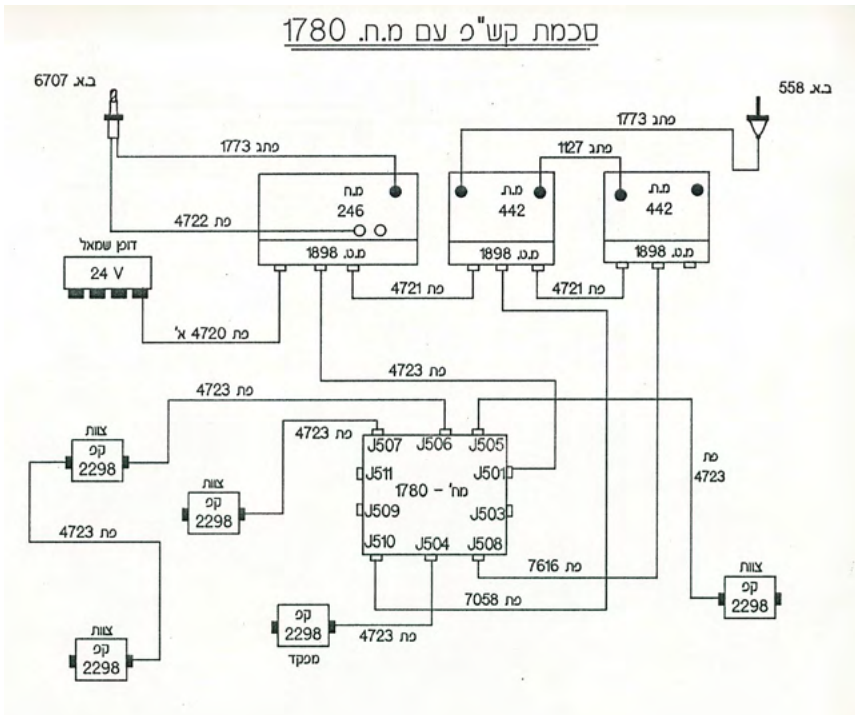 סכמת קש"פ עם מ.ח. 1780
ב.א. 6707
ב.א. 558
פתג 1773
פתג 1773
פתג 1127
מ.ח
246
מ.ת.
442
מ.ת.
442
פת 4722
מ.ט. 1898
מ.ט. 1898
מ.ט. 1898
דופן שמאל
24 V
פת 4721
פת 4721
פת 4720 א'
פת 4723
פת 4723
פת 4723
פת
4723
צוות
קפ
2298
J507
J506
J505
J511
J501
מח' - 1780
J509
J503
J510
J504
J508
צוות
קפ
2298
פת 4723
פת 7616
פת 7058
צוות
קפ
2298
קפ
2298
מפקד
פת 4723
צוות
קפ
2298